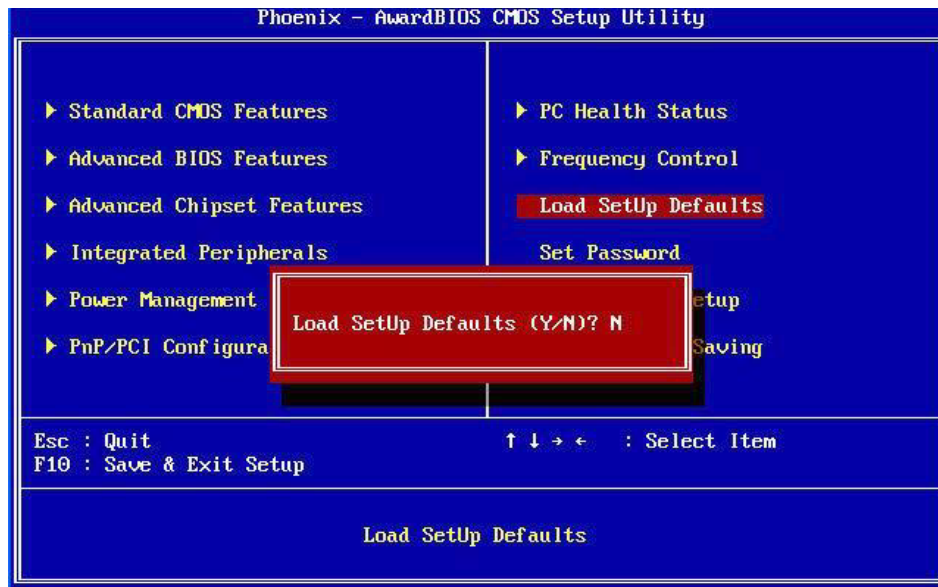 Phoenix - AwardBIOS CMOS Setup Utility
Standard CMOS Features
Advanced BIOS Features
Advanced Chipset Features
Integrated Peripherals
Power Management
PnP/PCI Configura
PC Health Status
Frequency Control
Load SetUp Defaults
Set Password
etup
Saving
Load SetUp Defaults (Y/N)? N
Esc : Quit
F10 : Save & Exit Setup
↑ ↓ → ← : Select Item
Load SetUp Defaults